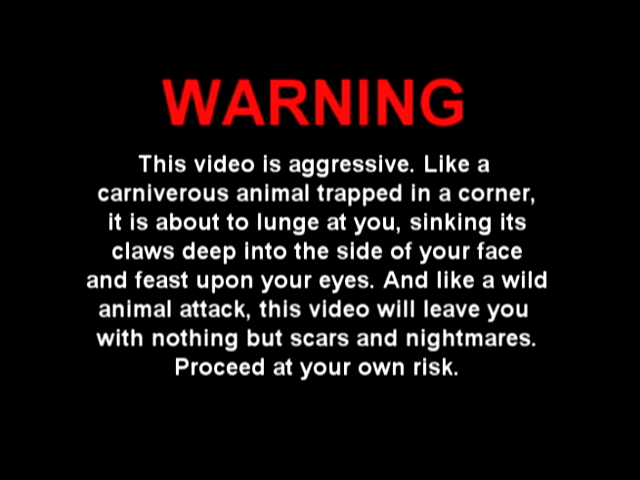 WARNING
This video is aggressive. Like a
carniverous animal trapped in a corner,
it is about to lunge at you, sinking its
claws deep into the side of your face
and feast upon your eyes. And like a wild
animal attack, this video will leave you
with nothing but scars and nightmares.
Proceed at your own risk.